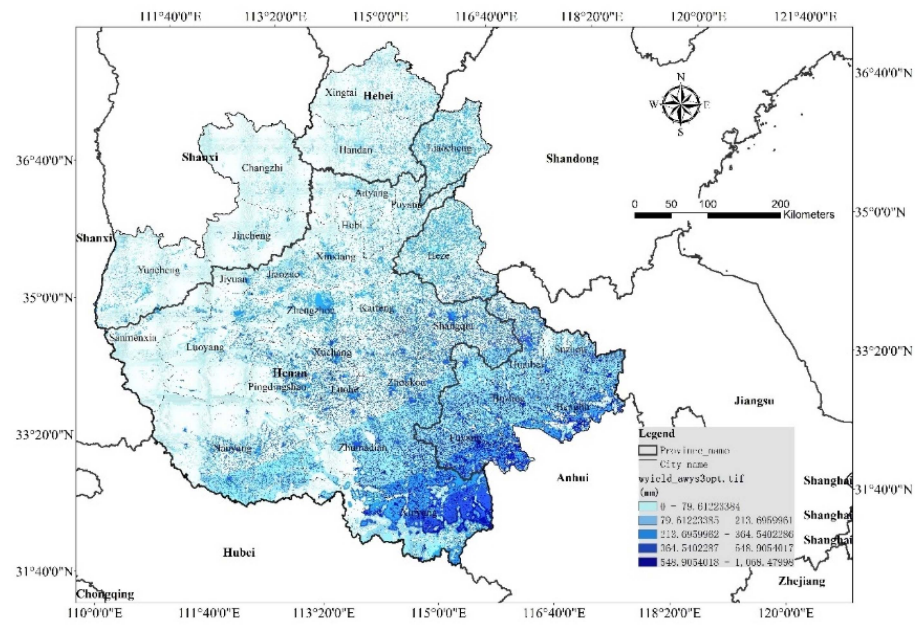 111°40'0"E 113°20'0"E 115°0'0"E 116°40'0"E 118°20'0"E 120°0'0"E 121°40'0"E
36°40'0"N
35°0'0"N
33°20'0"N
31°40'0"N
36°40'0"N
35°0'0"N
33°20'0"N
31°40'0"N
N
W E
S
Xingtai Hebei
Handan
Liaocheng
Shanxi
Changzhi
Shandong
Anyang
Puyang
Hebi
Jincheng
Shanxi
Xinxiang
Heze
Yuncheng
Jiyuan
Jiaozuo
0 50 100 200
Kilometers
Zhengzhou
Kaifeng
Shangqiu
Sanmenxia
Luoyang
Xuchang
Suzhou
Huaibei
Henan
Pingdingshan
Luohe
Zhoukou
Bozhou
Bengbu
Jiangsu
Nanyang
Zhumadian
Fuyang
Anhui
Hubei
Chongqing
Legend
Province_name
City name
wyield_awys3opt.tif
(mm)
0 - 79.61223384
79.61223385 - 213.6959961
213.6959962 - 364.5402286
364.5402287 - 548.9054017
548.9054018 - 1,068.47998
Shanghai
Shanghai
Shanghai
Zhejiang
110°0'0"E 111°40'0"E 113°20'0"E 115°0'0"E 116°40'0"E 118°20'0"E 120°0'0"E